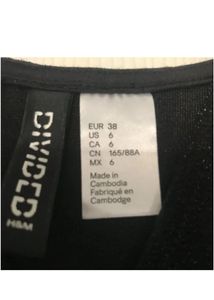 DIVIDED
H&M
EUR 38
US 6
CA 6
CN 165/88A
MX 6
Made in
Cambodia
Fabriqué en
Cambodge